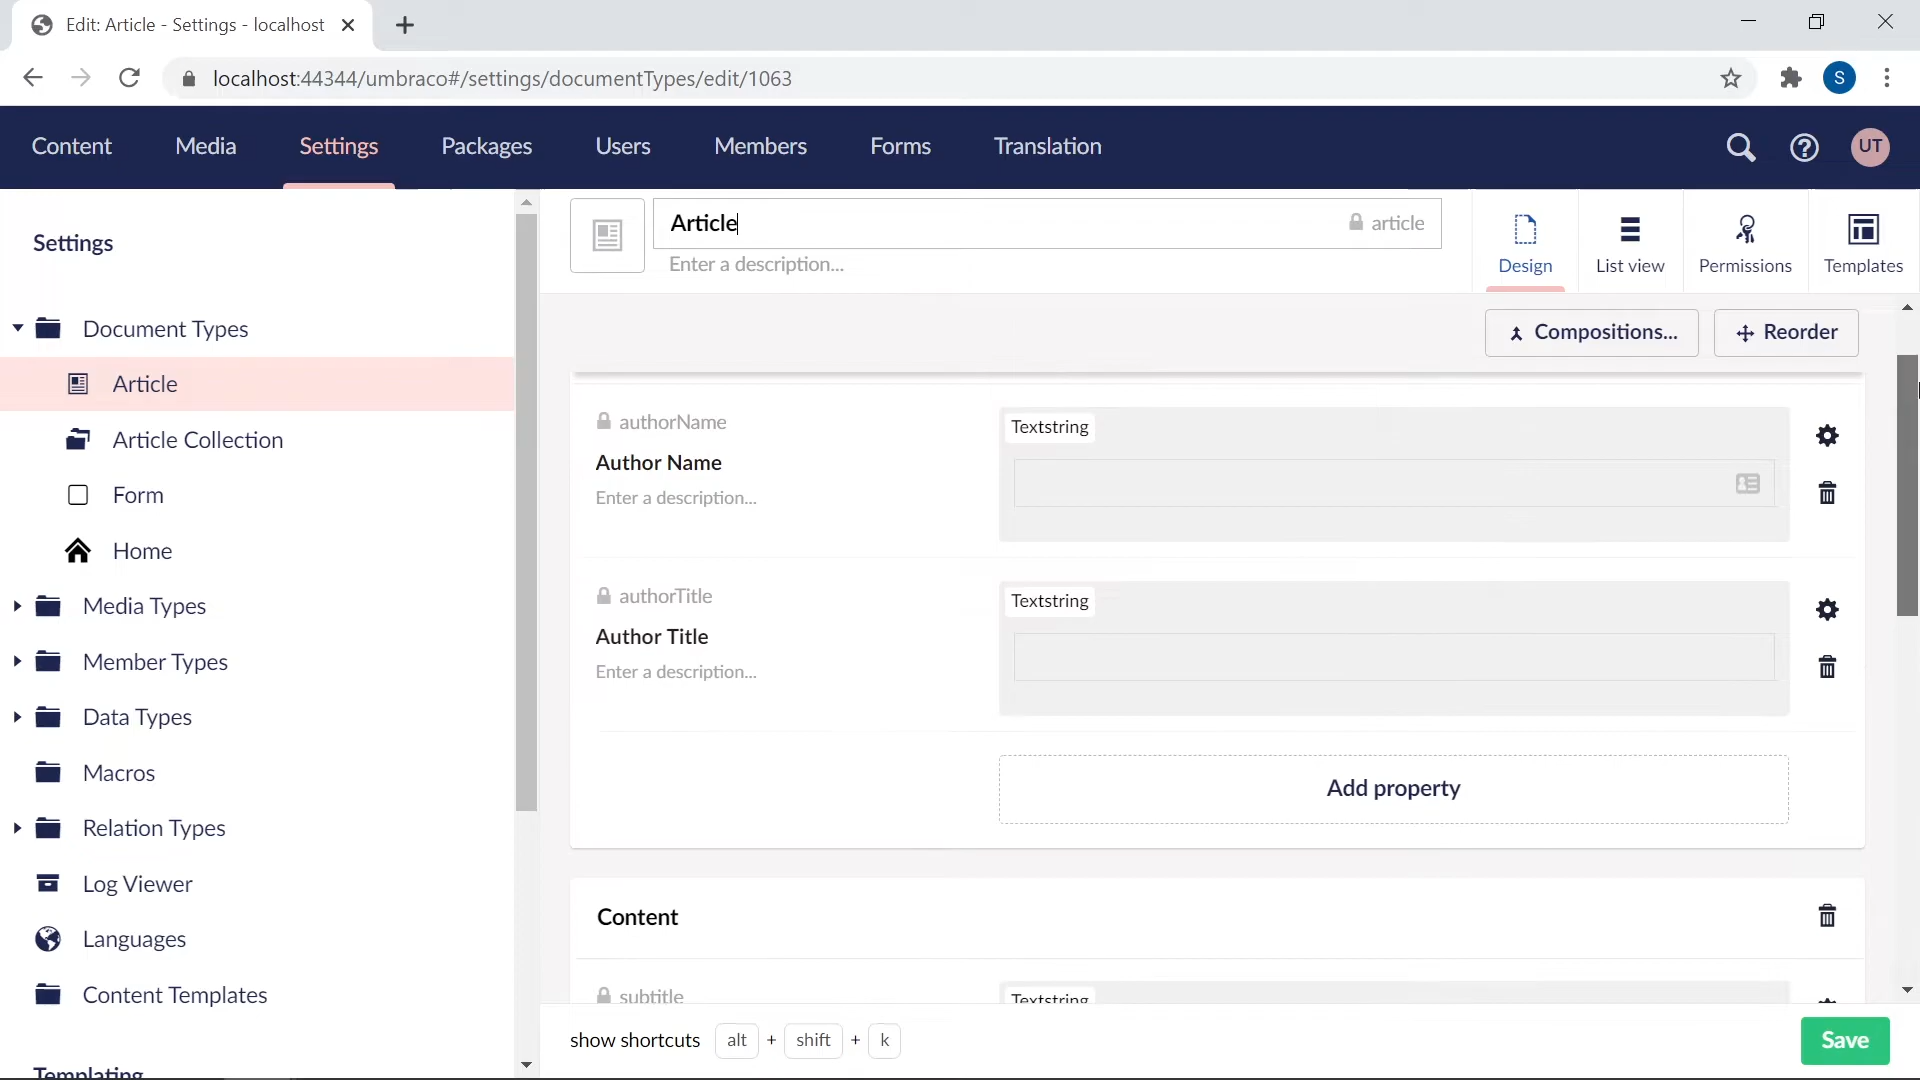 Edit: Article - Settings - localhost
localhost:44344/umbraco#/settings/documentTypes/edit/1063
S
Content Media Settings Packages Users Members Forms Translation
UT
Settings
Document Types
Article
Article Collection
Form
Home
Media Types
Member Types
Data Types
Macros
Relation Types
Log Viewer
Languages
Content Templates
Templating
Article
article
Enter a description...
Design
List view
Permissions
Templates
Compositions...
Reorder
authorName
Author Name
Enter a description...
Textstring
authorTitle
Author Title
Enter a description...
Textstring
Add property
Content
subtitle
Textstring
show shortcuts alt + shift + k
Save